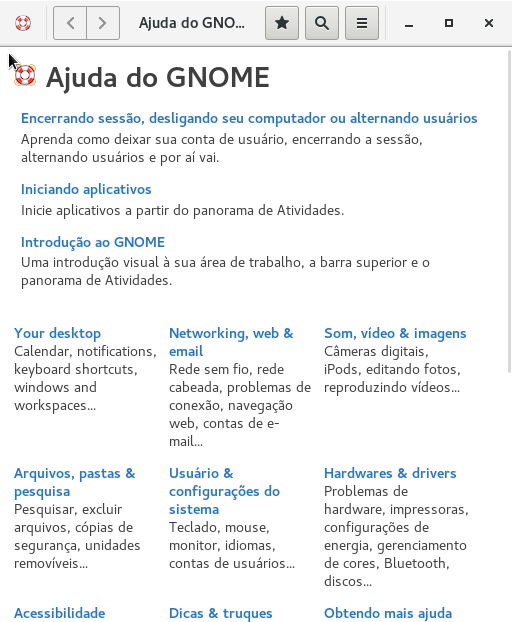 Ajuda do GNO...
Ajuda do GNOME
Encerrando sessão, desligando seu computador ou alternando usuários
Aprenda como deixar sua conta de usuário, encerrando a sessão,
alternando usuários e por aí vai.
Iniciando aplicativos
Inicie aplicativos a partir do panorama de Atividades.
Introdução ao GNOME
Uma introdução visual à sua área de trabalho, a barra superior e o
panorama de Atividades.
Your desktop
Calendar, notifications,
keyboard shortcuts,
windows and
workspaces...
Networking, web &
email
Rede sem fio, rede
cabeada, problemas de
conexão, navegação
web, contas de e-
mail...
Som, vídeo & imagens
Câmeras digitais,
iPods, editando fotos,
reproduzindo vídeos...
Arquivos, pastas &
pesquisa
Pesquisar, excluir
arquivos, cópias de
segurança, unidades
removíveis...
Usuário &
configurações do
sistema
Teclado, mouse,
monitor, idiomas,
contas de usuários...
Hardwares & drivers
Problemas de
hardware, impressoras,
configurações de
energia, gerenciamento
de cores, Bluetooth,
discos...
Acessibilidade
Dicas & truques
Obtendo mais ajuda